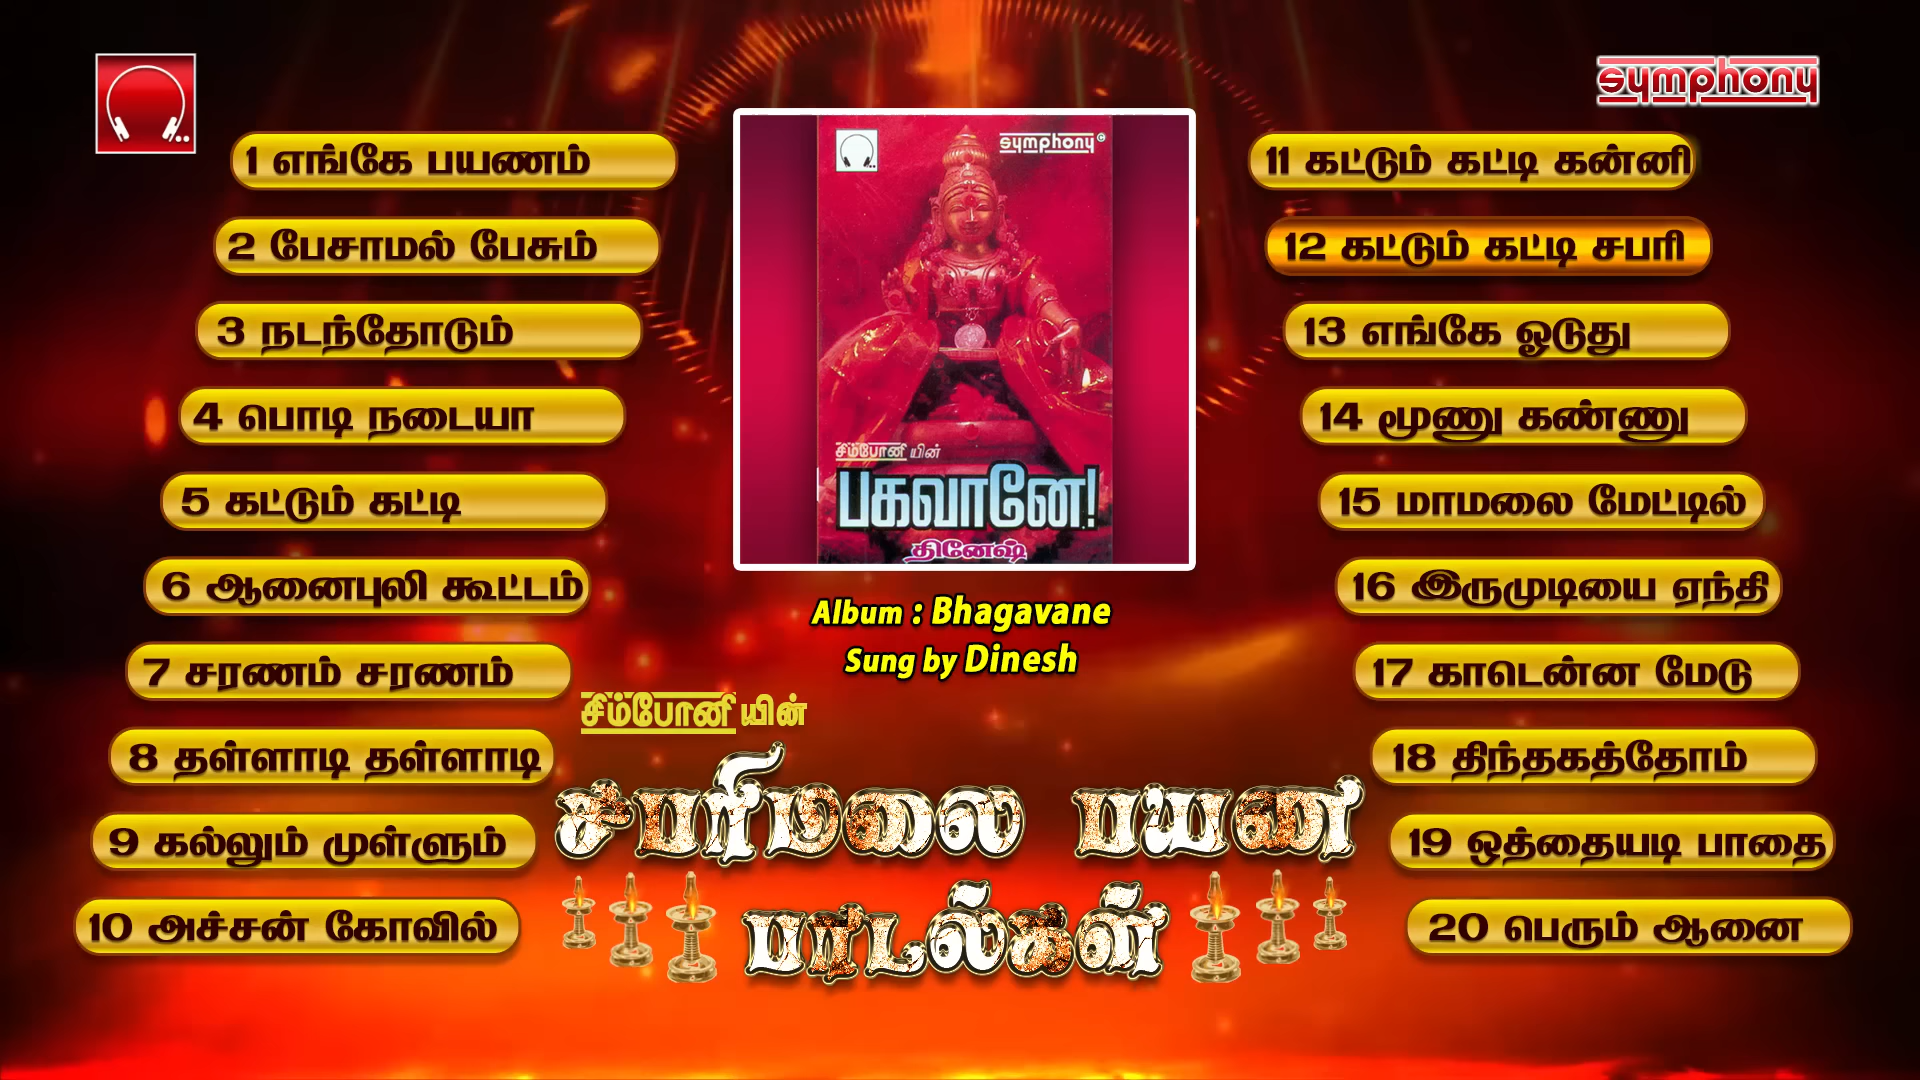 symphony
1 எங்கே பயணம்
2 பேசாமல் பேசும்
3 நடந்தோடும்
4 பொடி நடையா
5 கட்டும் கட்டி
6 ஆனைபுலி கூட்டம்
7 சரணம் சரணம்
8 தள்ளாடி தள்ளாடி
9 கல்லும் முள்ளும்
10 அச்சன் கோவில்
symphony ©
சிம்போனி யின்
பகவானே!
தினேஷ்
Album : Bhagavane
Sung by Dinesh
சிம்போனி யின்
சபரிமலை பயண
பாடல்கள்
11 கட்டும் கட்டி கன்னி
12 கட்டும் கட்டி சபரி
13 எங்கே ஓடுது
14 மூணு கண்ணு
15 மாமலை மேட்டில்
16 இருமுடியை ஏந்தி
17 காடென்ன மேடு
18 திந்தகத்தோம்
19 ஒத்தையடி பாதை
20 பெரும் ஆனை